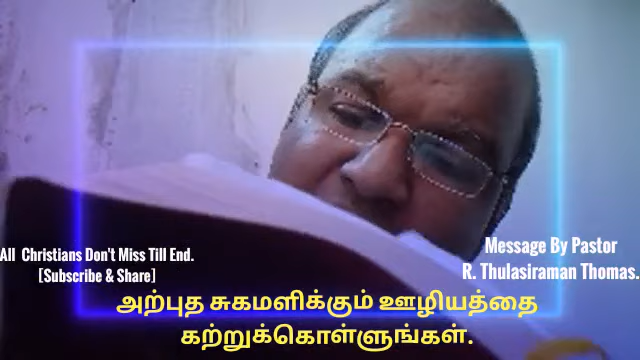 All Christians Don't Miss Till End.
[Subscribe & Share]
Message By Pastor
R. Thulasiraman Thomas.
அற்புத சுகமளிக்கும் ஊழியத்தை
கற்றுக்கொள்ளுங்கள்.